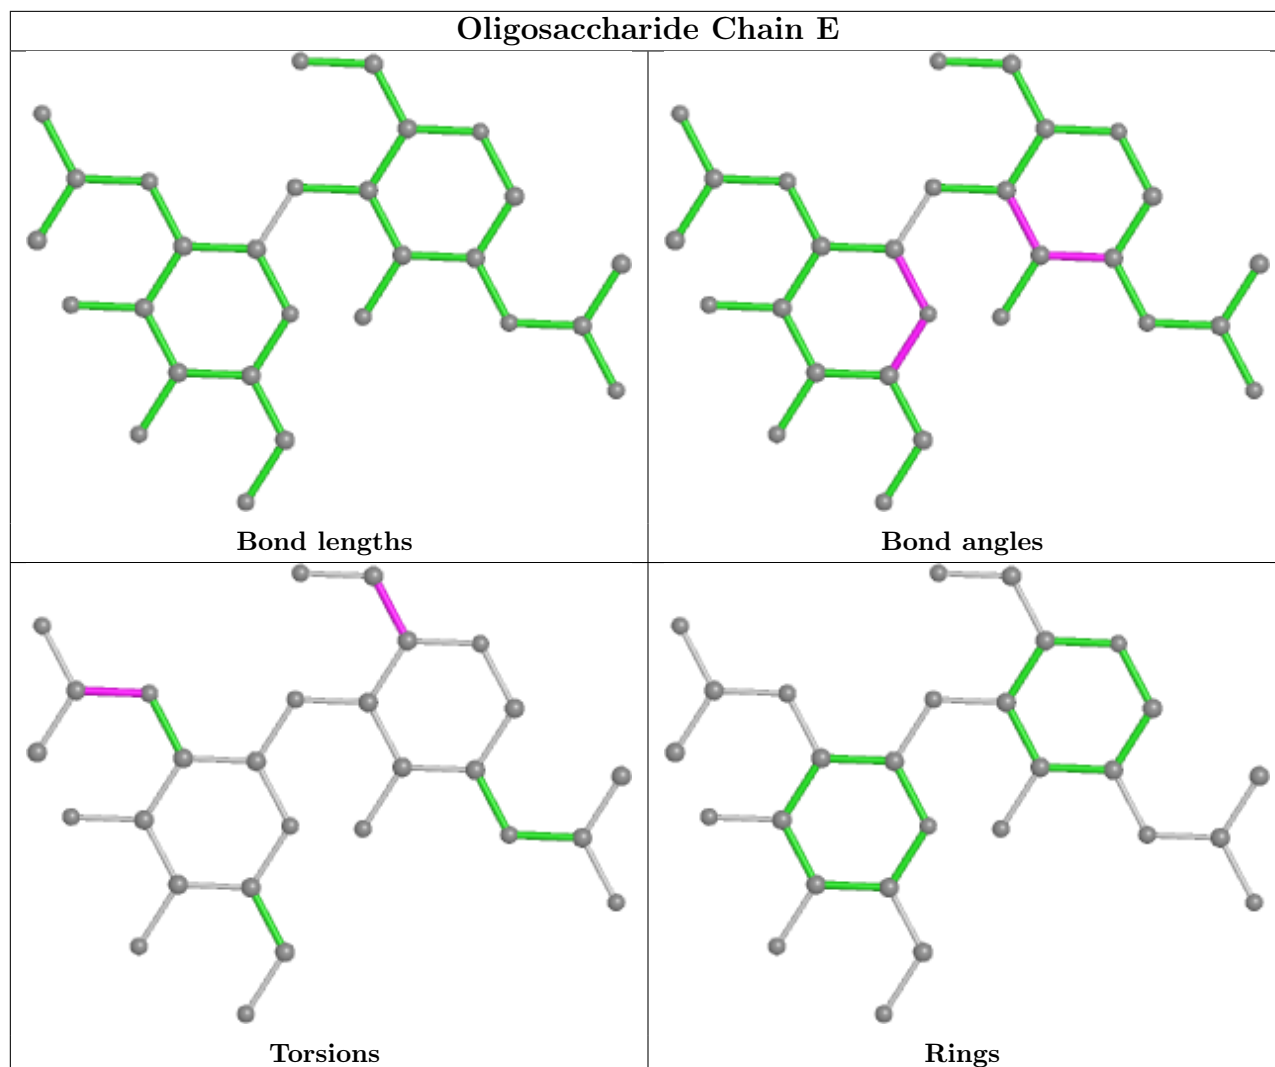 Oligosaccharide Chain E
Bond lengths
Bond angles
Torsions
Rings